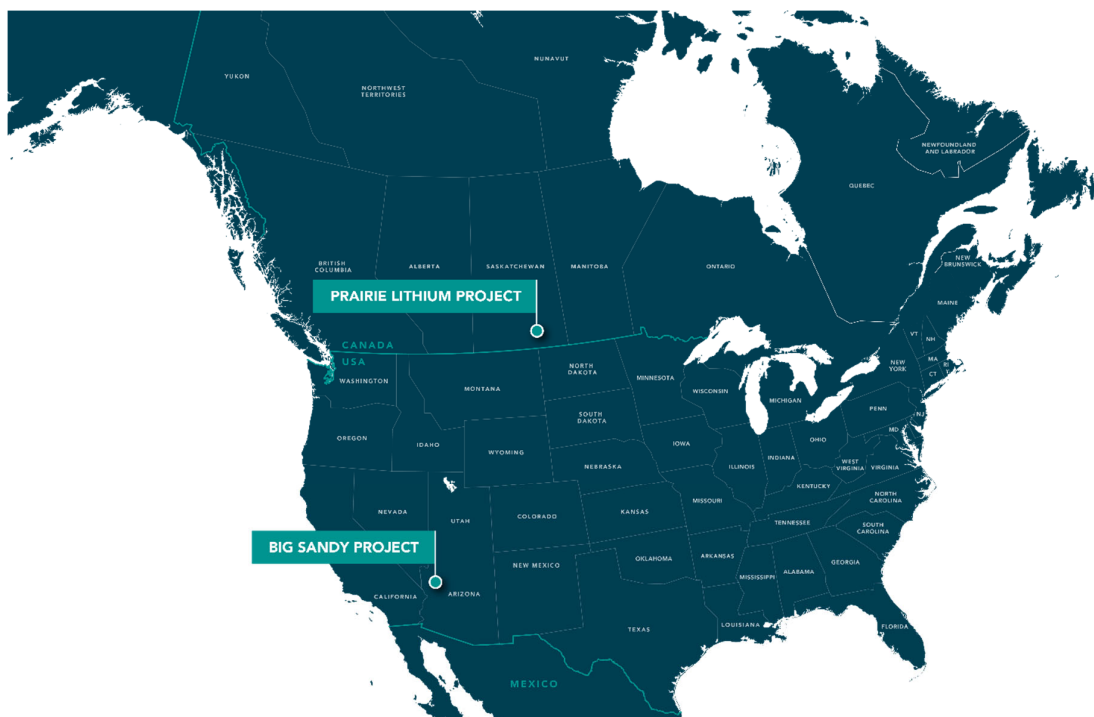 NUNAVUT
YUKON
NORTHWEST
TERRITORIES
NEWFOUNDLAND
AND LABRADOR
QUEBEC
BRITISH
COLUMBIA
ALBERTA
SASKATCHEWAN
MANITOBA
ONTARIO
NEW
BRUNSWICK
PRAIRIE LITHIUM PROJECT
MAINE
CANADA
USA
VT
NH
WASHINGTON
MONTANA
NORTH
DAKOTA
MINNESOTA
WISCONSIN
MICHIGAN
NEW
YORK
MA
CT
RI
OREGON
IDAHO
WYOMING
SOUTH
DAKOTA
IOWA
PENN
NJ
MD
NEBRASKA
ILLINOIS
INDIANA
OHIO
WEST
VIRGINIA
VIRGINIA
KENTUCKY
NEVADA
UTAH
COLORADO
KANSAS
MISSOURI
NORTH
CAROLINA
TENNESSEE
SOUTH
CAROLINA
BIG SANDY PROJECT
NEW MEXICO
OKLAHOMA
ARKANSAS
MISSISSIPPI
ALABAMA
GEORGIA
CALIFORNIA
ARIZONA
TEXAS
LOUISIANA
FLORIDA
MEXICO